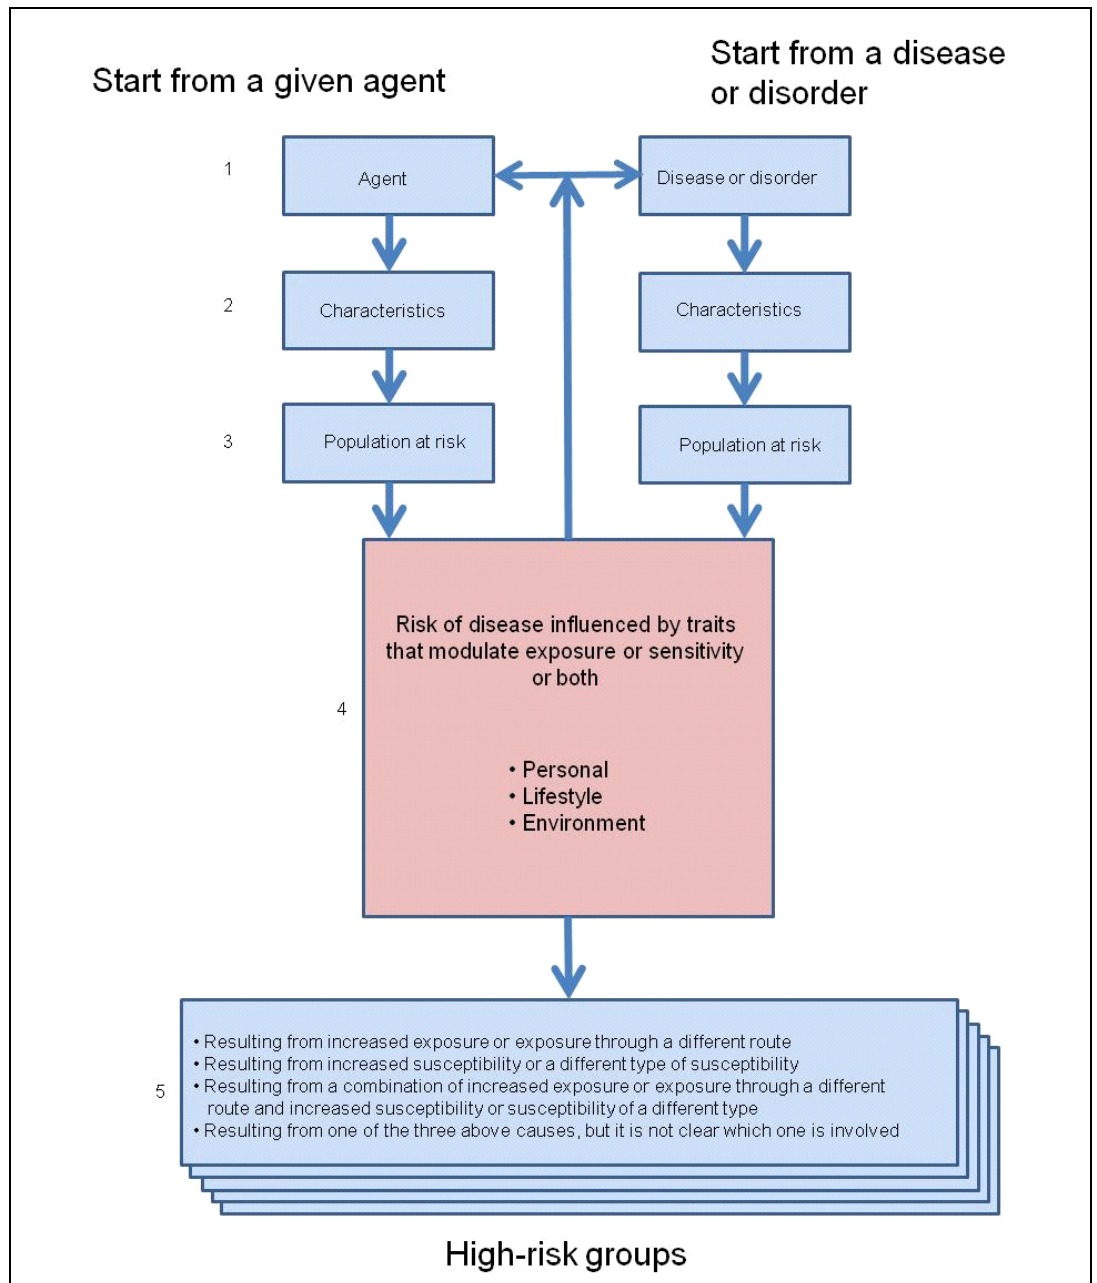 Start from a given agent
Start from a disease
or disorder
1
Agent
Disease or disorder
2
Characteristics
Characteristics
3
Population at risk
Population at risk
Risk of disease influenced by traits
that modulate exposure or sensitivity
or both
4
• Personal
• Lifestyle
• Environment
• Resulting from increased exposure or exposure through a different route
• Resulting from increased susceptibility or a different type of susceptibility
• Resulting from a combination of increased exposure or exposure through a different
route and increased susceptibility or susceptibility of a different type
• Resulting from one of the three above causes, but it is not clear which one is involved
5
High-risk groups